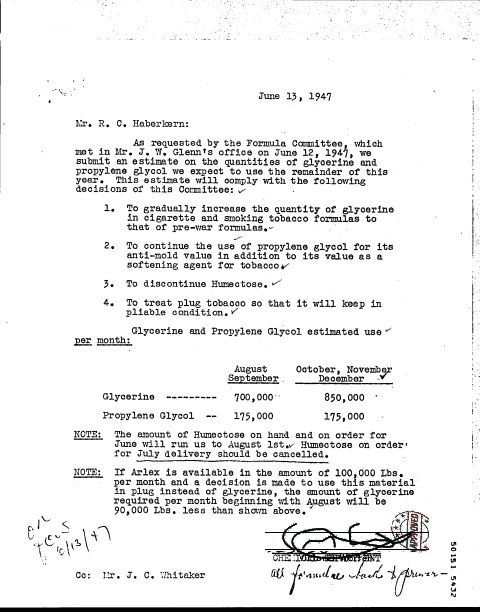 June 13, 1947
Mr. R. C. Haberkern:
As requested by the Formula Committee, which
met in Mr. J. W. Glenn's office on June 12, 1947, we
submit an estimate on the quantities of glycerine and
propylene glycol we expect to use the remainder of this
year. This estimate will comply with the following
decisions of this Committee:
1. To gradually increase the quantity of glycerine
in cigarette and smoking tobacco formulas to
that of pre-war formulas.
2. To continue the use of propylene glycol for its
anti-mold value in addition to its value as a
softening agent for tobacco
3. To discontinue Humectose.
4. To treat plug tobacco so that it will keep in
pliable condition.
Glycerine and Propylene Glycol estimated use
per month:
August October, November
September December
Glycerine --------- 700,000 850,000
Propylene Glycol -- 175,000 175,000
NOTE: The amount of Humectose on hand and on order for
June will run us to August 1st. Humectose on order
for July delivery should be cancelled.
NOTE: If Arlex is available in the amount of 100,000 Lbs.
per month and a decision is made to use this material
in plug instead of glycerine, the amount of glycerine
required per month beginning with August will be
90,000 Lbs. less than shown above.
6/13/47
APPROVED
all formulae back to prewar
Cc: Mr. J. C. Whitaker
50151 5432